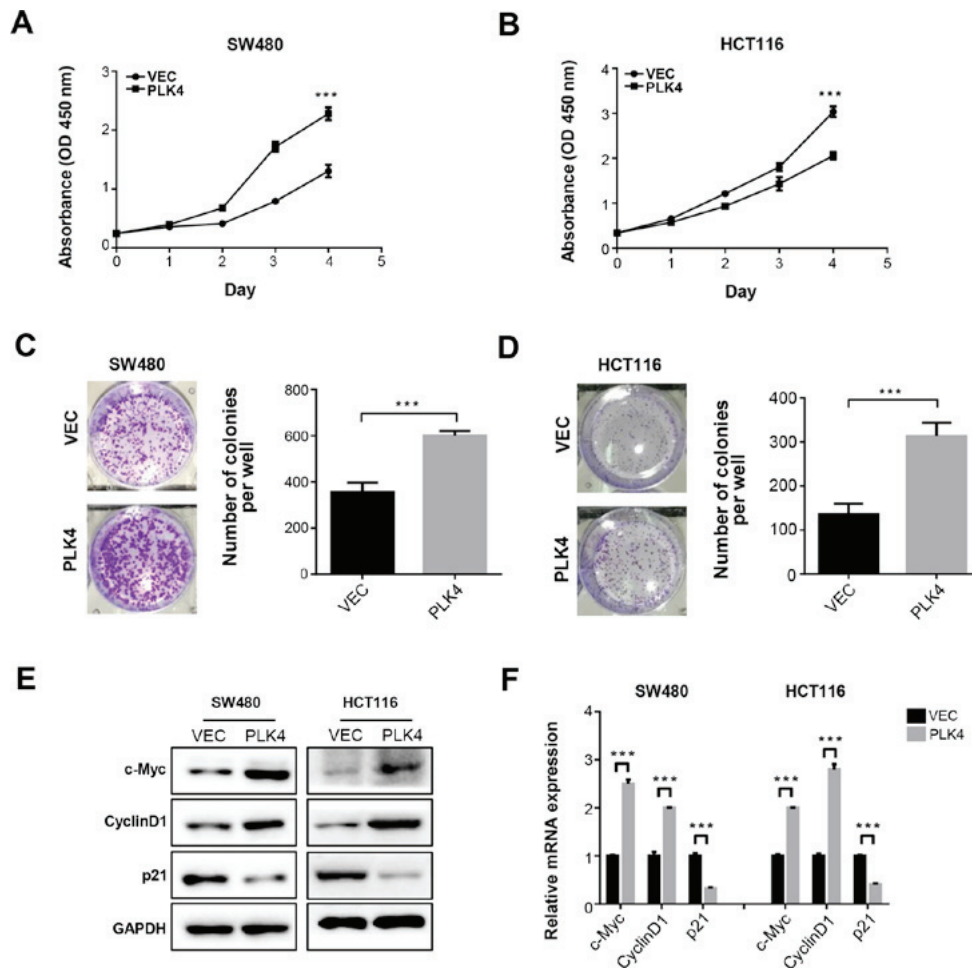 A
SW480
VEC
PLK4
***
Absorbance (OD 450 nm)
3
2
1
0
0 1 2 3 4 5
Day
B
HCT116
VEC
PLK4
***
Absorbance (OD 450 nm)
4
3
2
1
0
0 1 2 3 4 5
Day
C
SW480
VEC
PLK4
Number of colonies
per well
800
600
400
200
0
***
VEC PLK4
D
HCT116
VEC
PLK4
Number of colonies
per well
400
300
200
100
0
***
VEC PLK4
E
SW480 HCT116
VEC PLK4 VEC PLK4
c-Myc
CyclinD1
p21
GAPDH
F
SW480 HCT116
VEC
PLK4
Relative mRNA expression
4
3
2
1
0
*** *** *** *** *** ***
c-Myc CyclinD1 p21 c-Myc CyclinD1 p21